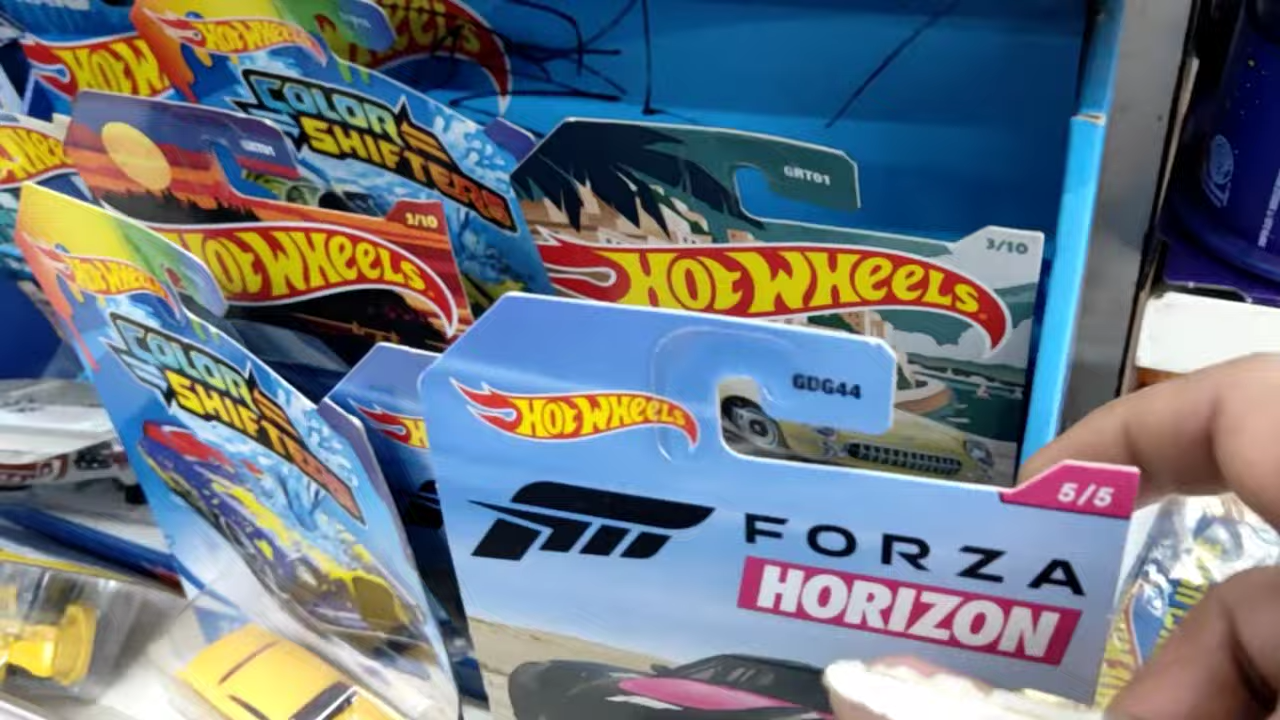 HOT WHEELS
COLOR
SHIFTERS
GRT01
3/10
HOT WHEELS
3/10
HOT WHEELS
HOT WHEELS
COLOR
SHIFTERS
GDG44
HOT WHEELS
5/5
FORZA
HORIZON